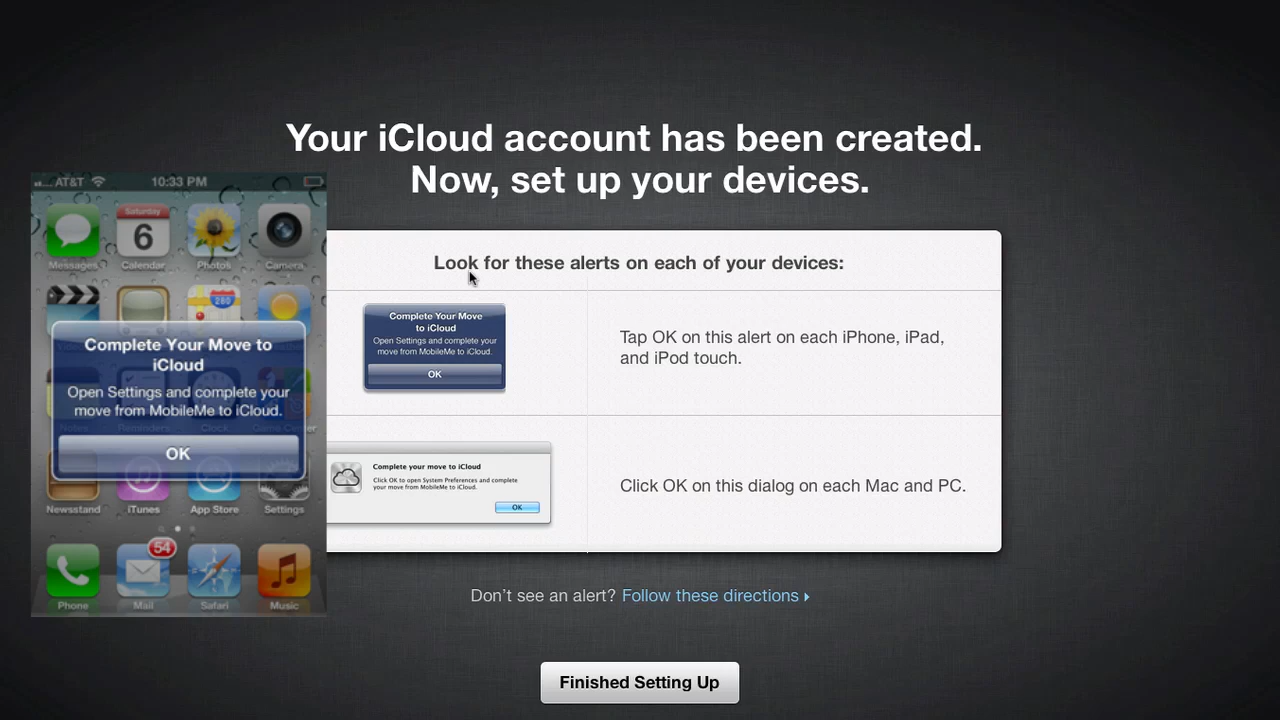 Your iCloud account has been created.
Now, set up your devices.
AT&T
10:33 PM
Saturday
6
280
Messages
Calendar
Photos
Camera
Complete Your Move to
iCloud
Open Settings and complete your
move from MobileMe to iCloud.
OK
Notes
Reminders
Clock
Game Center
Newsstand
iTunes
App Store
Settings
54
Phone
Mail
Safari
Music
Look for these alerts on each of your devices:
Complete Your Move
to iCloud
Open Settings and complete your
move from MobileMe to iCloud.
OK
Tap OK on this alert on each iPhone, iPad,
and iPod touch.
Complete your move to iCloud
Click OK to open System Preferences and complete
your move from MobileMe to iCloud.
OK
Click OK on this dialog on each Mac and PC.
Don't see an alert? Follow these directions
Finished Setting Up